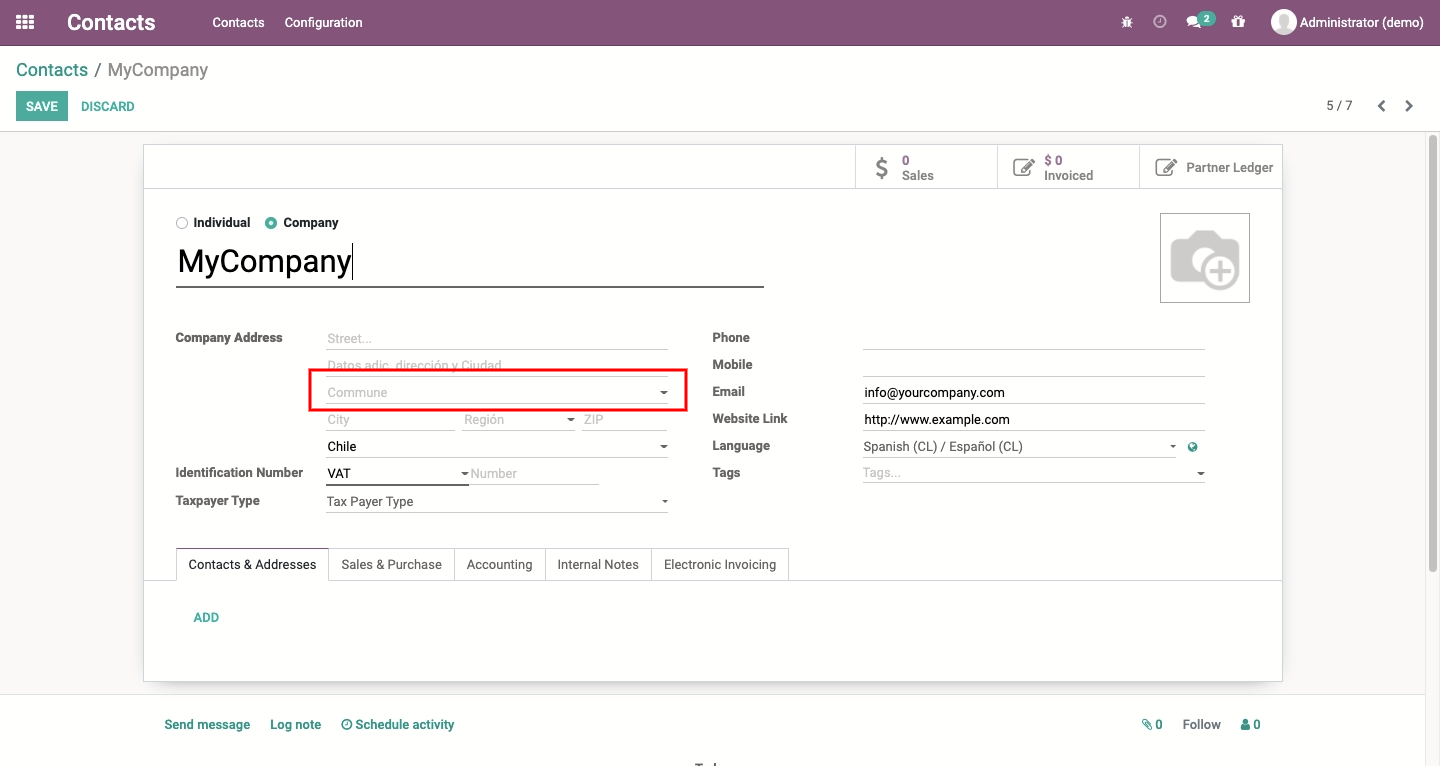 Contacts Contacts Configuration 2 Administrator (demo)
Contacts / MyCompany
SAVE DISCARD 5 / 7
$ 0 Sales
$ 0 Invoiced
Partner Ledger
Individual Company
MyCompany
Company Address Street...
Datos adic. dirección y Ciudad
Commune
City Región ZIP
Chile
Identification Number VAT Number
Taxpayer Type Tax Payer Type
Phone
Mobile
Email info@yourcompany.com
Website Link http://www.example.com
Language Spanish (CL) / Español (CL)
Tags Tags...
Contacts & Addresses Sales & Purchase Accounting Internal Notes Electronic Invoicing
ADD
Send message Log note Schedule activity 0 Follow 0